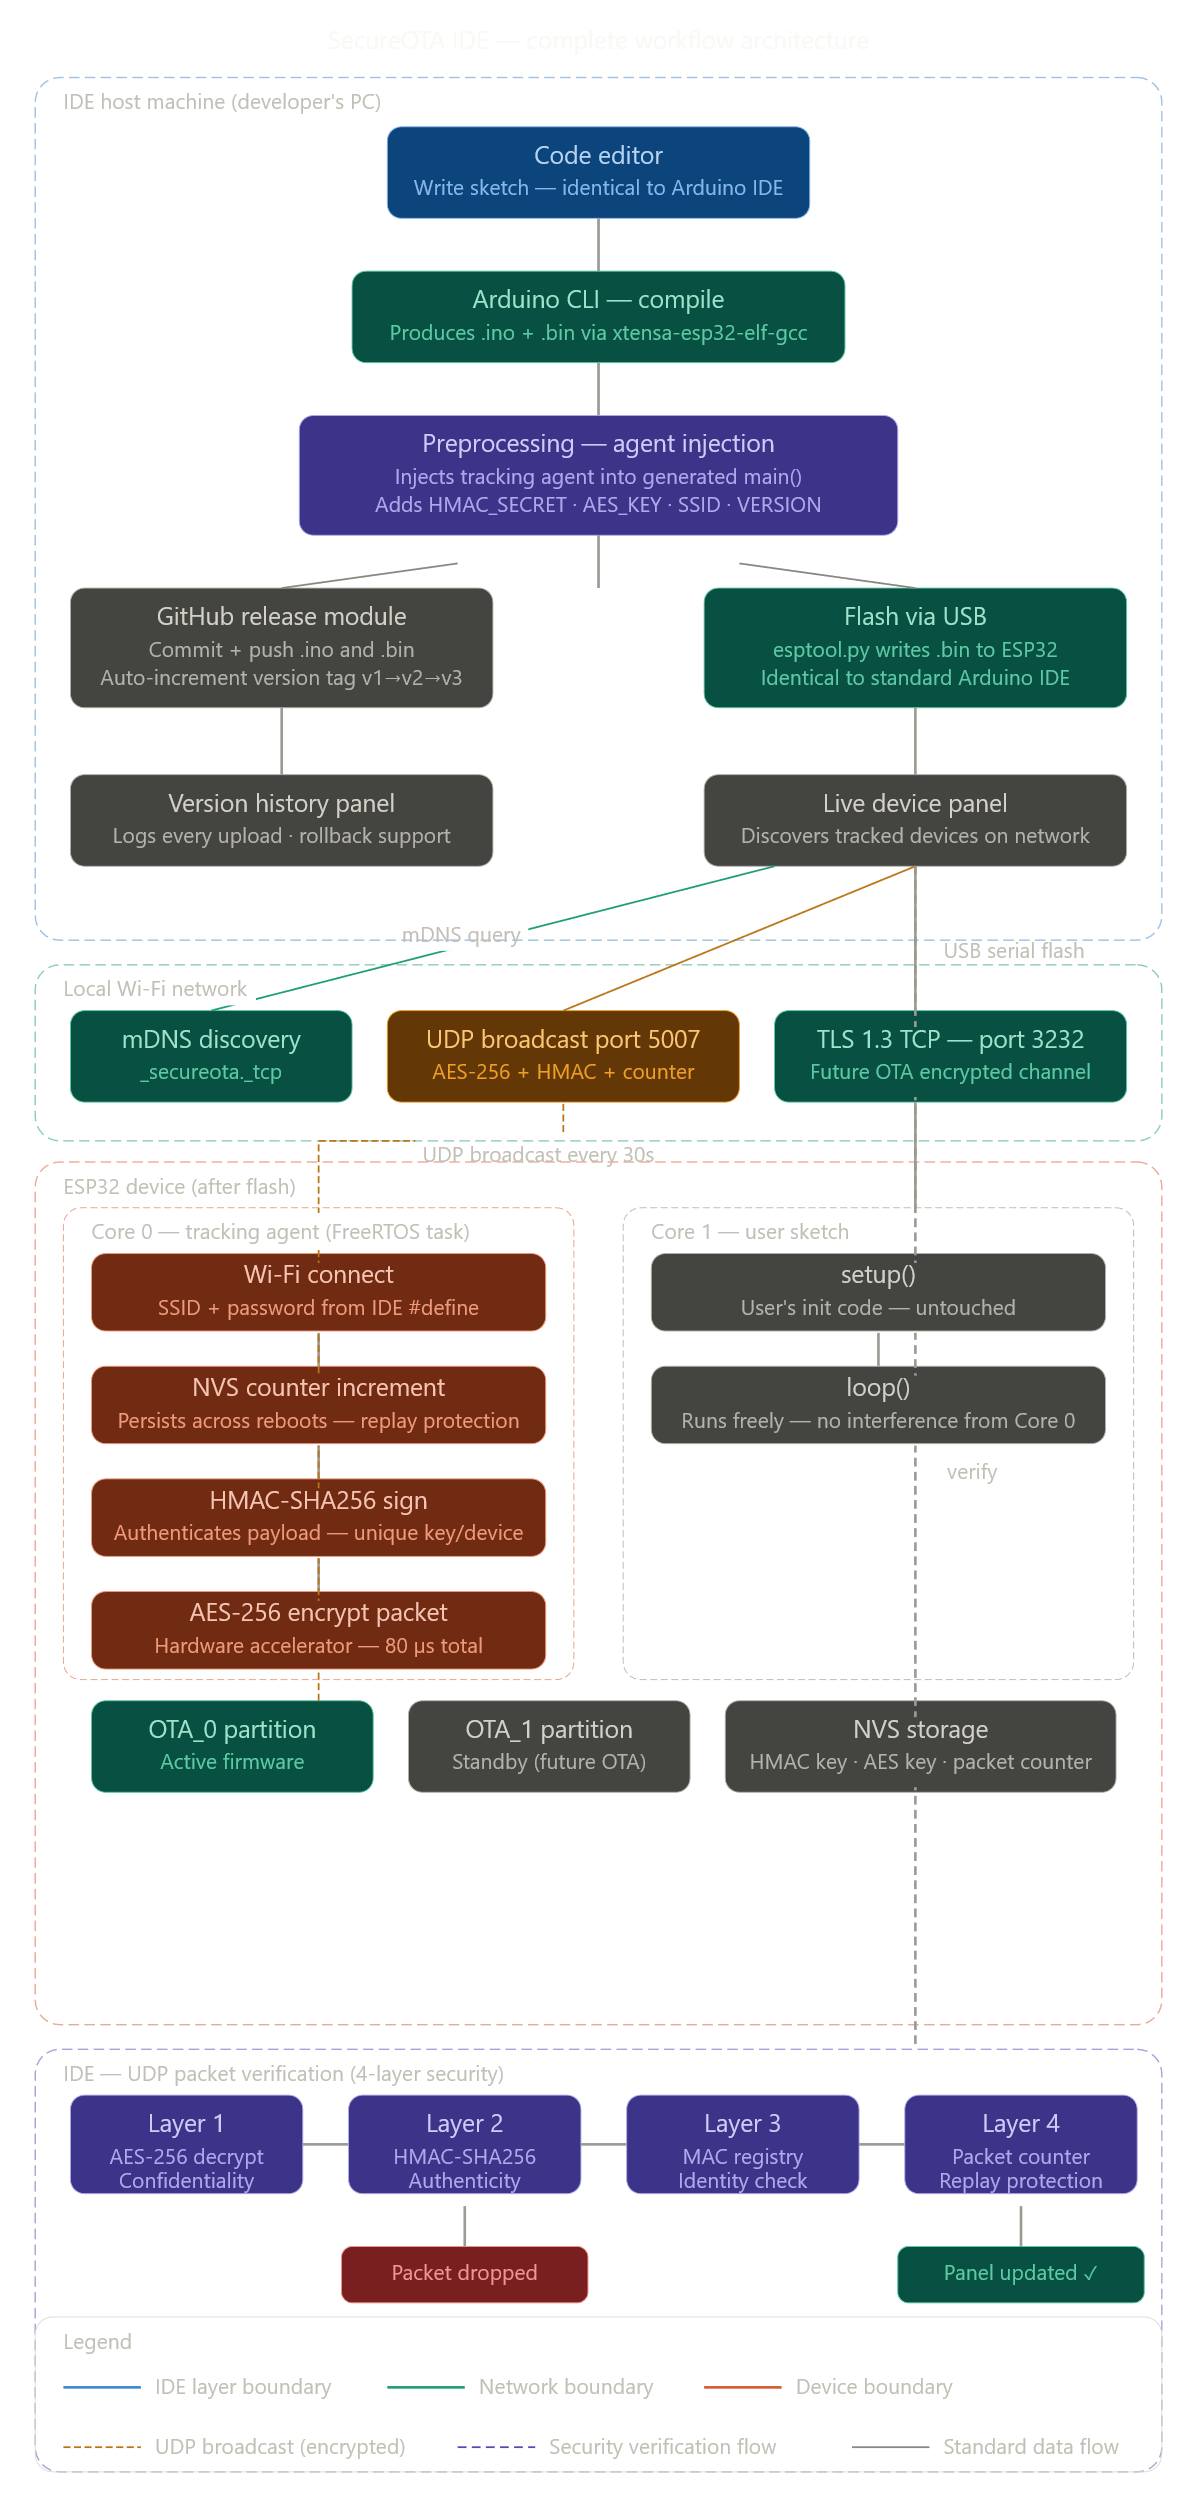 SecureOTA IDE — complete workflow architecture
IDE host machine (developer's PC)
Code editor
Write sketch — identical to Arduino IDE
Arduino CLI — compile
Produces .ino + .bin via xtensa-esp32-elf-gcc
Preprocessing — agent injection
Injects tracking agent into generated main()
Adds HMAC_SECRET · AES_KEY · SSID · VERSION
GitHub release module
Commit + push .ino and .bin
Auto-increment version tag v1→v2→v3
Flash via USB
esptool.py writes .bin to ESP32
Identical to standard Arduino IDE
Version history panel
Logs every upload · rollback support
Live device panel
Discovers tracked devices on network
mDNS query
USB serial flash
Local Wi-Fi network
mDNS discovery
_secureota._tcp
UDP broadcast port 5007
AES-256 + HMAC + counter
TLS 1.3 TCP — port 3232
Future OTA encrypted channel
UDP broadcast every 30s
ESP32 device (after flash)
Core 0 — tracking agent (FreeRTOS task)
Wi-Fi connect
SSID + password from IDE #define
NVS counter increment
Persists across reboots — replay protection
HMAC-SHA256 sign
Authenticates payload — unique key/device
AES-256 encrypt packet
Hardware accelerator — 80 µs total
Core 1 — user sketch
setup()
User's init code — untouched
loop()
Runs freely — no interference from Core 0
verify
OTA_0 partition
Active firmware
OTA_1 partition
Standby (future OTA)
NVS storage
HMAC key · AES key · packet counter
IDE — UDP packet verification (4-layer security)
Layer 1
AES-256 decrypt
Confidentiality
Layer 2
HMAC-SHA256
Authenticity
Layer 3
MAC registry
Identity check
Layer 4
Packet counter
Replay protection
Packet dropped
Panel updated ✓
Legend
IDE layer boundary
Network boundary
Device boundary
UDP broadcast (encrypted)
Security verification flow
Standard data flow